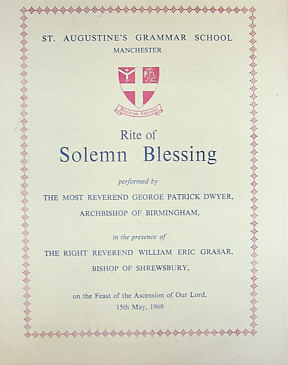 ST. AUGUSTINE'S GRAMMAR SCHOOL
MANCHESTER
Rite of
Solemn Blessing
performed by
THE MOST REVEREND GEORGE PATRICK DWYER,
ARCHBISHOP OF BIRMINGHAM,
in the presence of
THE RIGHT REVEREND WILLIAM ERIC GRASAR,
BISHOP OF SHREWSBURY,
on the Feast of the Ascension of Our Lord,
15th May, 1969